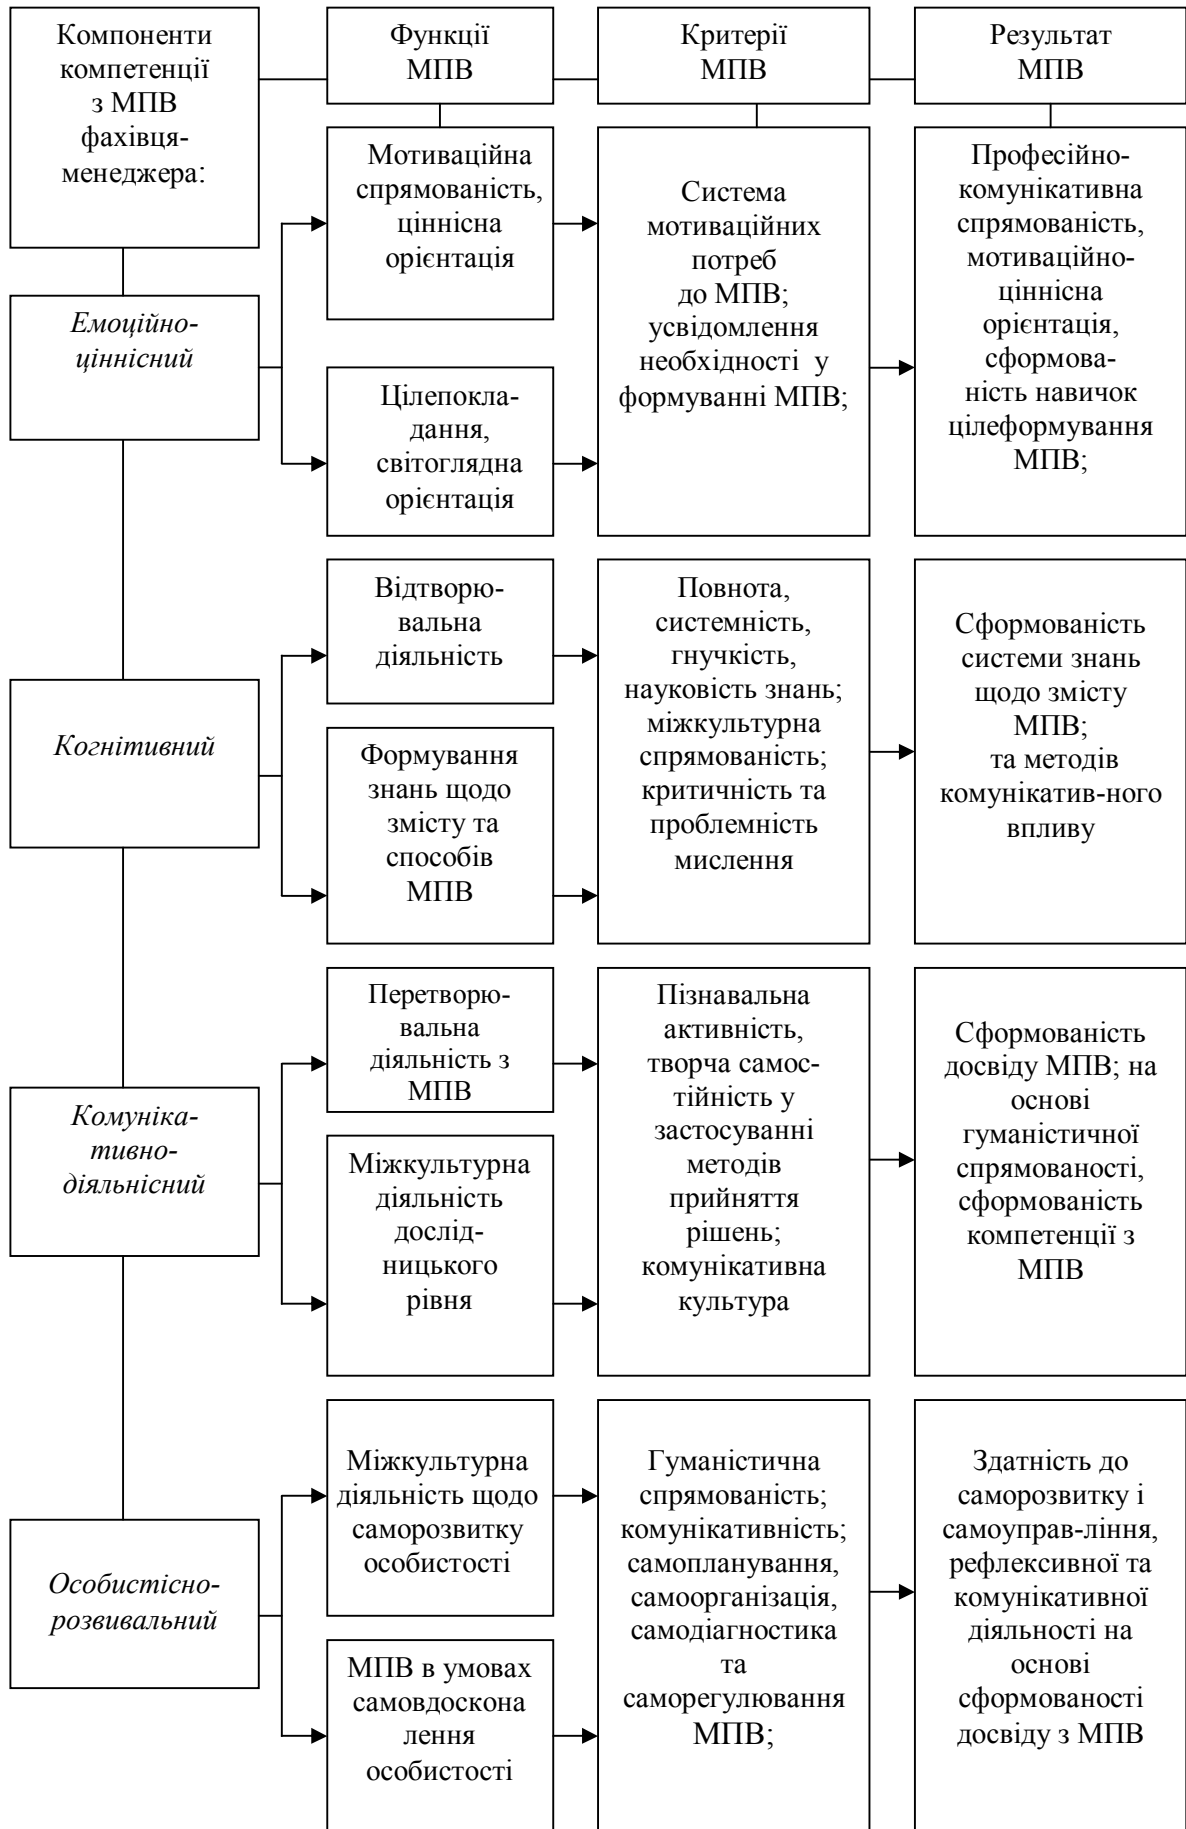 Компоненти
компетенції
з МПВ
фахівця-
менеджера:
Функції
МПВ
Критерії
МПВ
Результат
МПВ
Емоційно-
ціннісний
Мотиваційна
спрямованість,
ціннісна
орієнтація
Цілепокла-
дання,
світоглядна
орієнтація
Система
мотиваційних
потреб
до МПВ;
усвідомлення
необхідності у
формуванні МПВ;
Професійно-
комунікативна
спрямованість,
мотиваційно-
ціннісна
орієнтація,
сформова-
ність навичок
цілеформування
МПВ;
Когнітивний
Відтворю-
вальна
діяльність
Формування
знань щодо
змісту та
способів
МПВ
Повнота,
системність,
гнучкість,
науковість знань;
міжкультурна
спрямованість;
критичність та
проблемність
мислення
Сформованість
системи знань
щодо змісту
МПВ;
та методів
комунікатив-ного
впливу
Комуніка-
тивно-
діяльнісний
Перетворю-
вальна
діяльність з
МПВ
Міжкультурна
діяльність
дослід-
ницького
рівня
Пізнавальна
активність,
творча самос-
тійність у
застосуванні
методів
прийняття
рішень;
комунікативна
культура
Сформованість
досвіду МПВ; на
основі
гуманістичної
спрямованості,
сформованість
компетенції з
МПВ
Особистісно-
розвивальний
Міжкультурна
діяльність щодо
саморозвитку
особистості
МПВ в умовах
самовдоскона
лення
особистості
Гуманістична
спрямованість;
комунікативність;
самопланування,
самоорганізація,
самодіагностика
та
саморегулювання
МПВ;
Здатність до
саморозвитку і
самоуправ-ління,
рефлексивної та
комунікативної
діяльності на
основі
сформованості
досвіду з МПВ